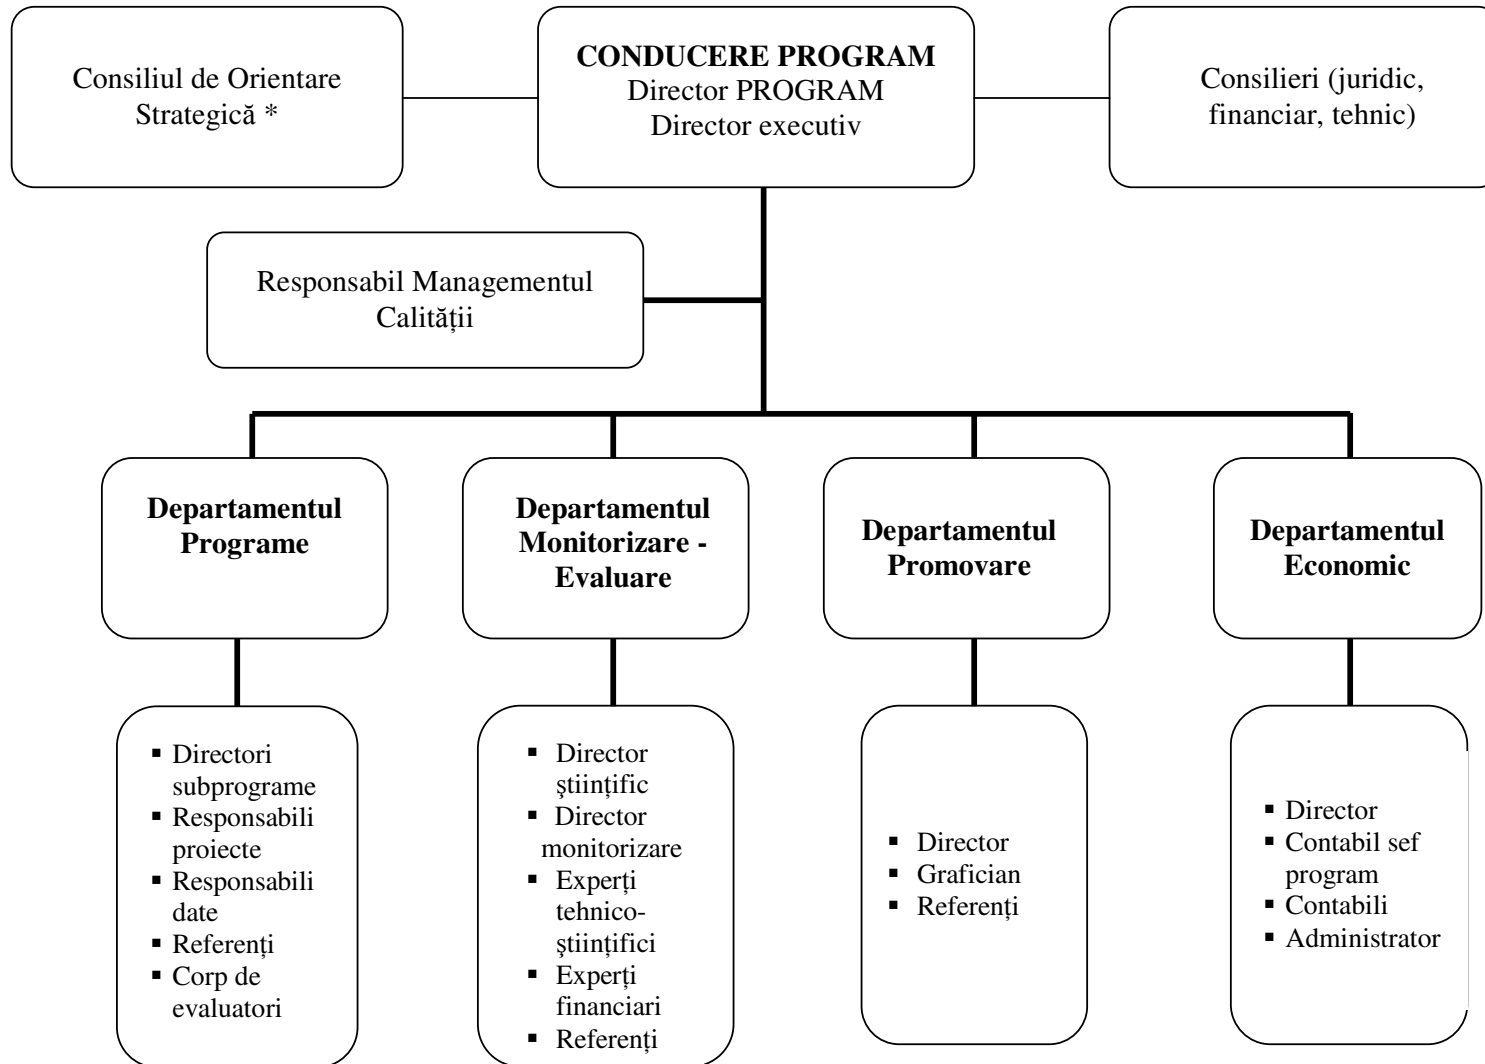 Consiliul de Orientare
Strategică *
CONDUCERE PROGRAM
Director PROGRAM
Director executiv
Consilieri (juridic,
financiar, tehnic)
Responsabil Managementul
Calității
Departamentul
Programe
Departamentul
Monitorizare -
Evaluare
Departamentul
Promovare
Departamentul
Economic
▪ Directori
subprograme
▪ Responsabili
proiecte
▪ Responsabili
date
▪ Referenți
▪ Corp de
evaluatori
▪ Director
ştiințific
▪ Director
monitorizare
▪ Experți
tehnico-
ştiințifici
▪ Experți
financiari
▪ Referenți
▪ Director
▪ Grafician
▪ Referenți
▪ Director
▪ Contabil sef
program
▪ Contabili
▪ Administrator